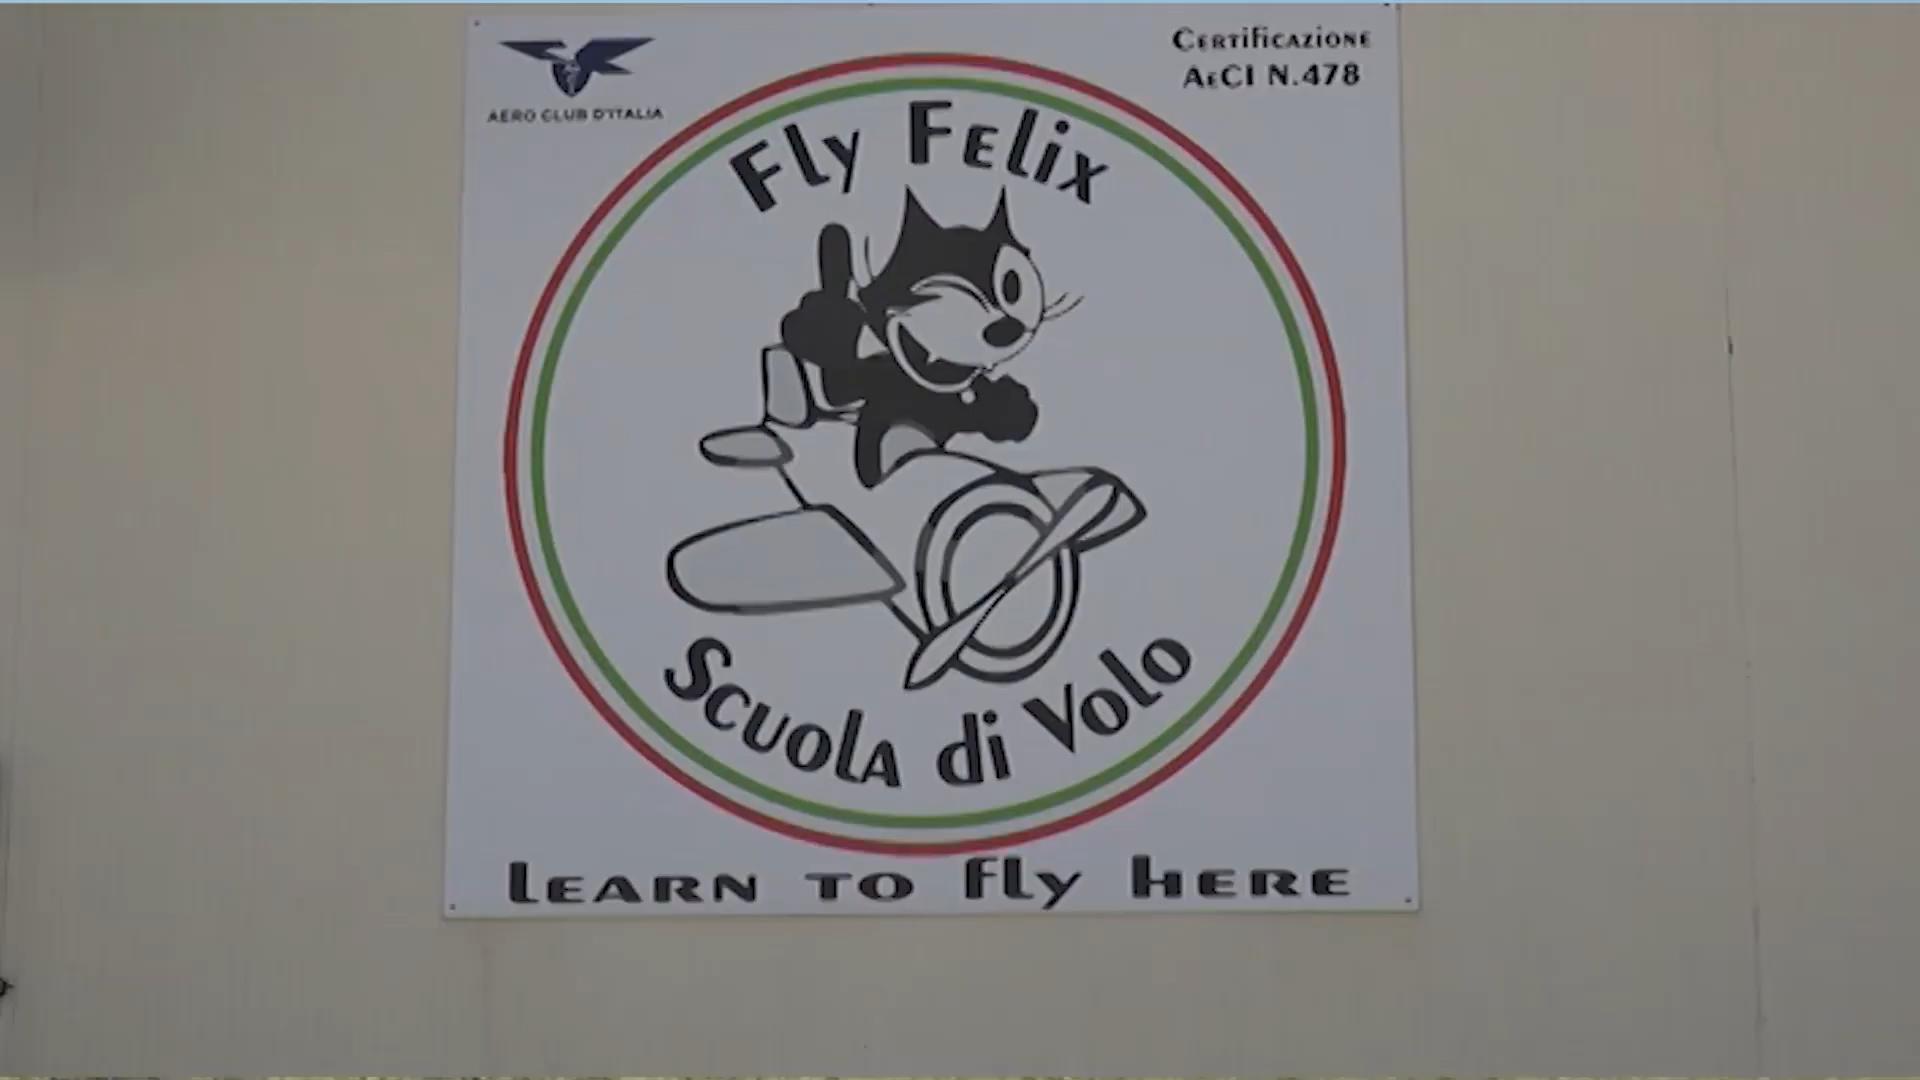 AERO CLUB D'ITALIA
Certificazione
AeCI N.478
Fly Felix
Scuola di Volo
LEARN TO fly HERE